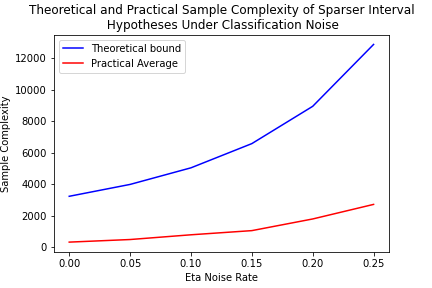 Theoretical and Practical Sample Complexity of Sparser Interval
Hypotheses Under Classification Noise
Theoretical bound
Practical Average
Sample Complexity
12000
10000
8000
6000
4000
2000
0
0.00 0.05 0.10 0.15 0.20 0.25
Eta Noise Rate